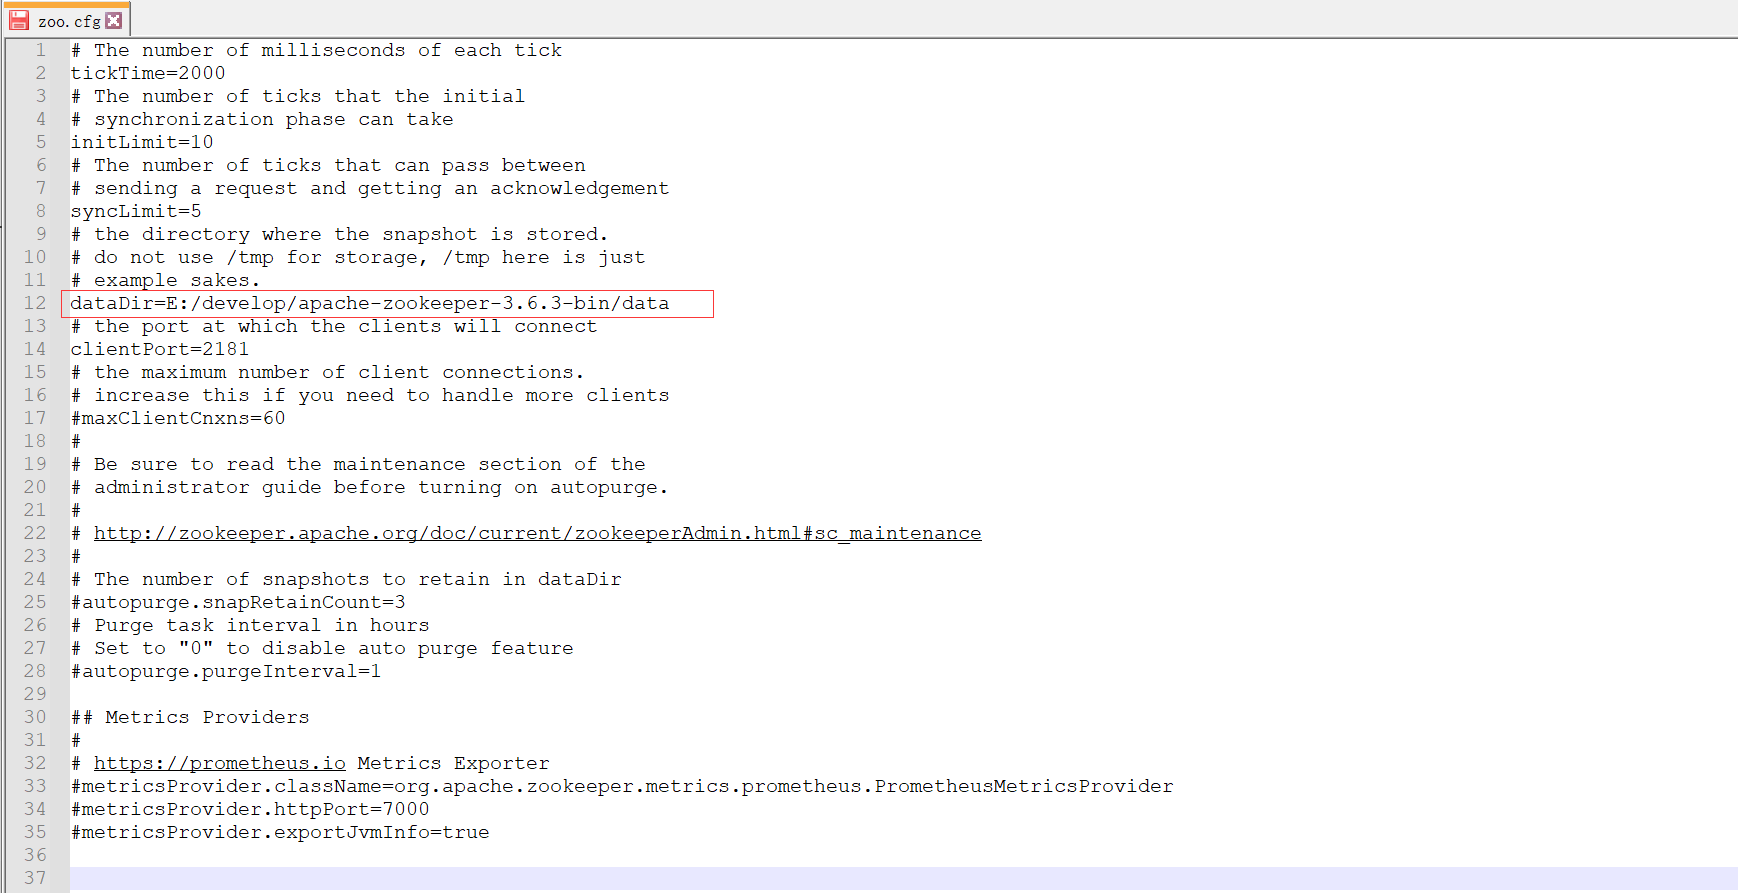 zoo.cfg
1 # The number of milliseconds of each tick
2 tickTime=2000
3 # The number of ticks that the initial
4 # synchronization phase can take
5 initLimit=10
6 # The number of ticks that can pass between
7 # sending a request and getting an acknowledgement
8 syncLimit=5
9 # the directory where the snapshot is stored.
10 # do not use /tmp for storage, /tmp here is just
11 # example sakes.
12 dataDir=E:/develop/apache-zookeeper-3.6.3-bin/data
13 # the port at which the clients will connect
14 clientPort=2181
15 # the maximum number of client connections.
16 # increase this if you need to handle more clients
17 #maxClientCnxns=60
18 #
19 # Be sure to read the maintenance section of the
20 # administrator guide before turning on autopurge.
21 #
22 # http://zookeeper.apache.org/doc/current/zookeeperAdmin.html#sc_maintenance
23 #
24 # The number of snapshots to retain in dataDir
25 #autopurge.snapRetainCount=3
26 # Purge task interval in hours
27 # Set to "0" to disable auto purge feature
28 #autopurge.purgeInterval=1
29
30 ## Metrics Providers
31 #
32 # https://prometheus.io Metrics Exporter
33 #metricsProvider.className=org.apache.zookeeper.metrics.prometheus.PrometheusMetricsProvider
34 #metricsProvider.httpPort=7000
35 #metricsProvider.exportJvmInfo=true
36
37